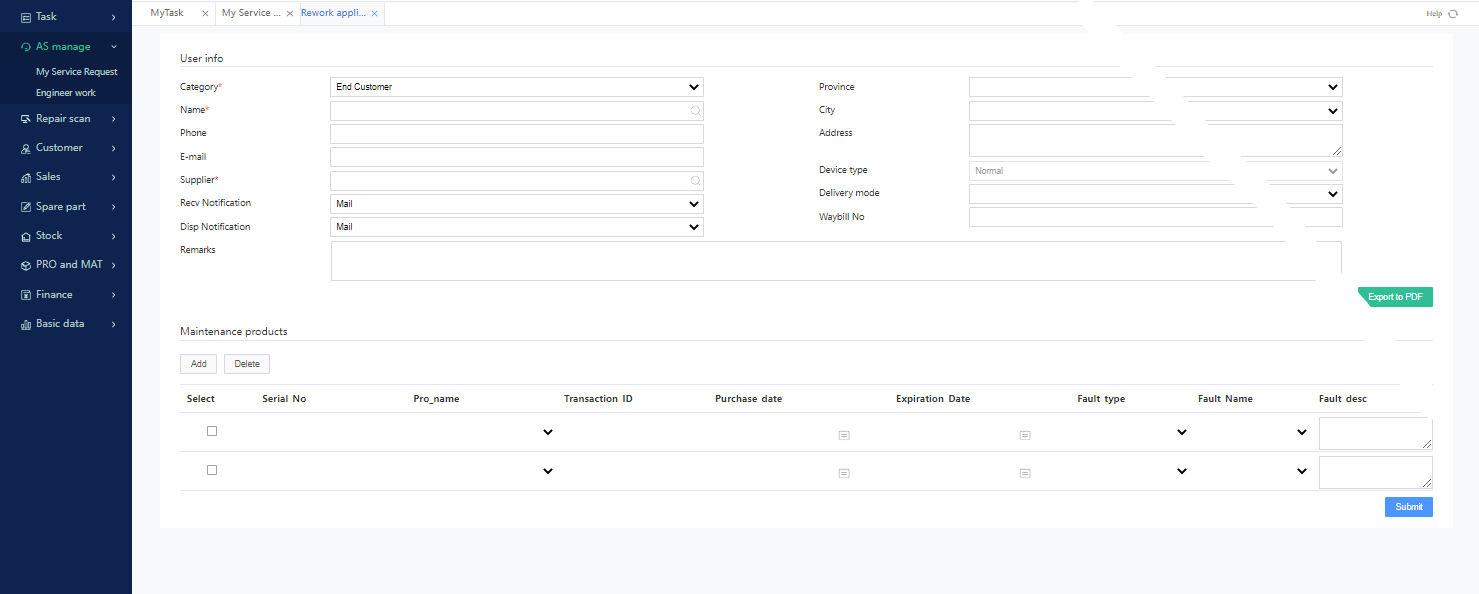 Task
AS manage
My Service Request
Engineer work
Repair scan
Customer
Sales
Spare part
Stock
PRO and MAT
Finance
Basic data
MyTask
My Service ...
Rework appli...
Help
User info
Category*
End Customer
Province
Name*
City
Phone
Address
E-mail
Supplier*
Device type
Normal
Recv Notification
Mail
Delivery mode
Disp Notification
Mail
Waybill No
Remarks
Export to PDF
Maintenance products
Add
Delete
Select Serial No Pro_name Transaction ID Purchase date Expiration Date Fault type Fault Name Fault desc
Submit